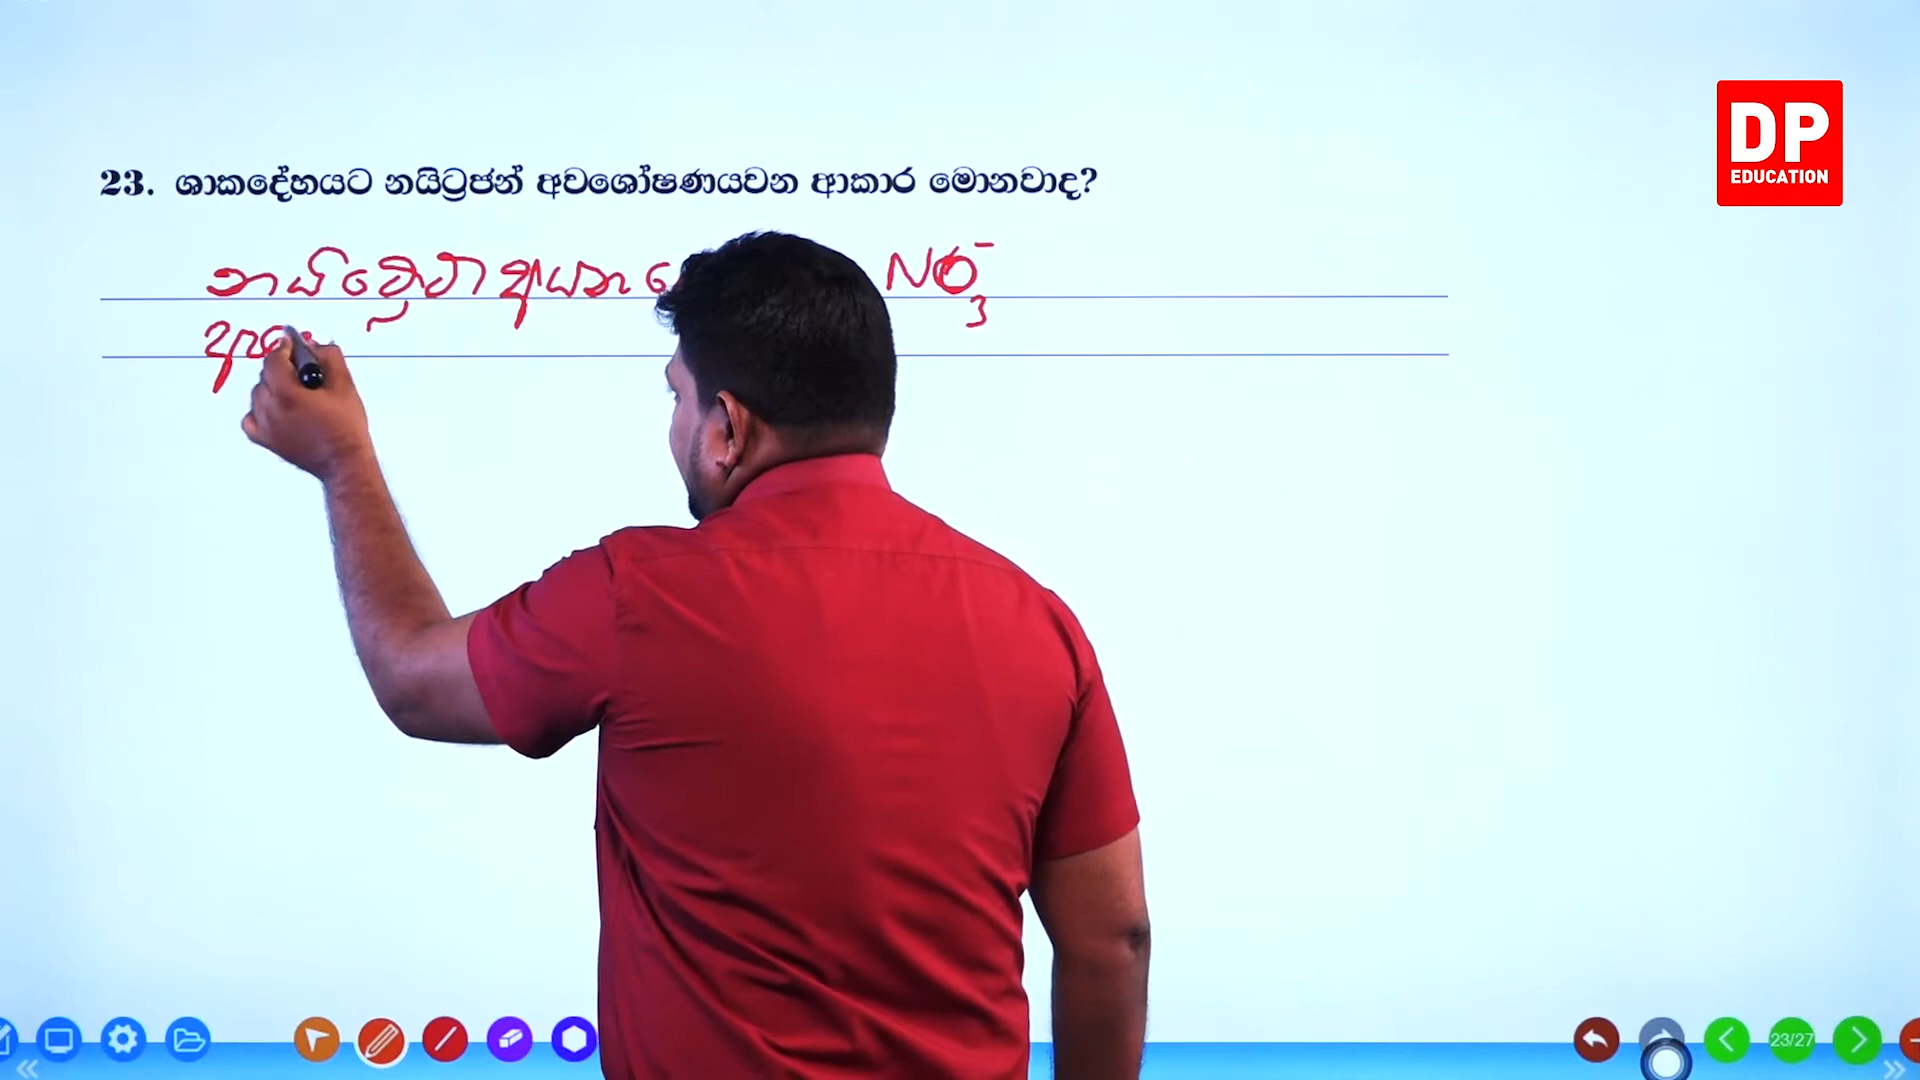 DP
EDUCATION
23. ශාකදේහයට නයිට්‍රජන් අවශෝෂණයවන ආකාර මොනවාද?
නයිට්‍රේට් අයන NO₃⁻
23/27